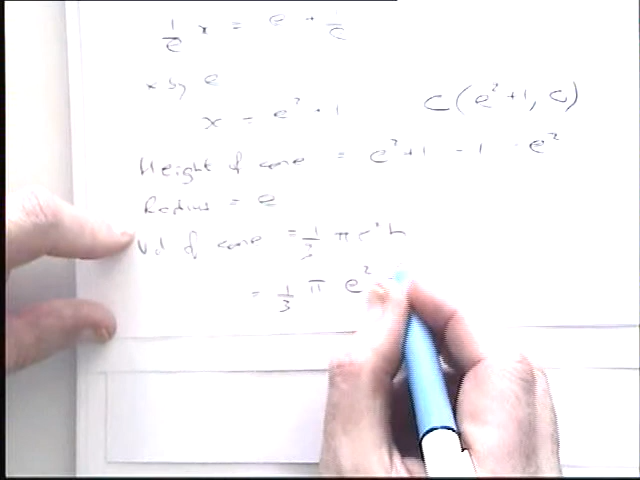 1/e x = e + 1/e
x by e
x = e² + 1 C(e² + 1, 0)
Height of cone = e² + 1 - 1 = e²
Radius = e
Vol of cone = 1/3 π r² h
= 1/3 π e²